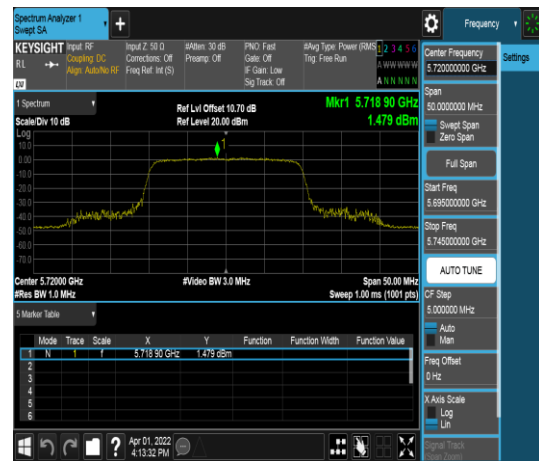 Spectrum Analyzer 1
Swept SA
+
Frequency
KEYSIGHT
RL
LXI
Input: RF
Coupling: DC
Align: Auto/No RF
Input Z: 50 Ω
Corrections: Off
Freq Ref: Int (S)
#Atten: 30 dB
Preamp: Off
PNO: Fast
Gate: Off
IF Gain: Low
Sig Track: Off
#Avg Type: Power (RMS
Trig: Free Run
1 2 3 4 5 6
A W W W W W
A N N N N N
1 Spectrum
Scale/Div 10 dB
Ref Lvl Offset 10.70 dB
Ref Level 20.00 dBm
Mkr1 5.718 90 GHz
1.479 dBm
Log
10.0
0.00
-10.0
-20.0
-30.0
-40.0
-50.0
-60.0
-70.0
1
Center 5.72000 GHz
#Res BW 1.0 MHz
#Video BW 3.0 MHz
Span 50.00 MHz
Sweep 1.00 ms (1001 pts)
5 Marker Table
Mode Trace Scale X Y Function Function Width Function Value
1 N 1 f 5.718 90 GHz 1.479 dBm
2
3
4
5
6
?
Apr 01, 2022
4:13:32 PM
Center Frequency
5.720000000 GHz
Settings
Span
50.0000000 MHz
Swept Span
Zero Span
Full Span
Start Freq
5.695000000 GHz
Stop Freq
5.745000000 GHz
AUTO TUNE
CF Step
5.000000 MHz
Auto
Man
Freq Offset
0 Hz
X Axis Scale
Log
Lin
Signal Track
(Span Zoom)